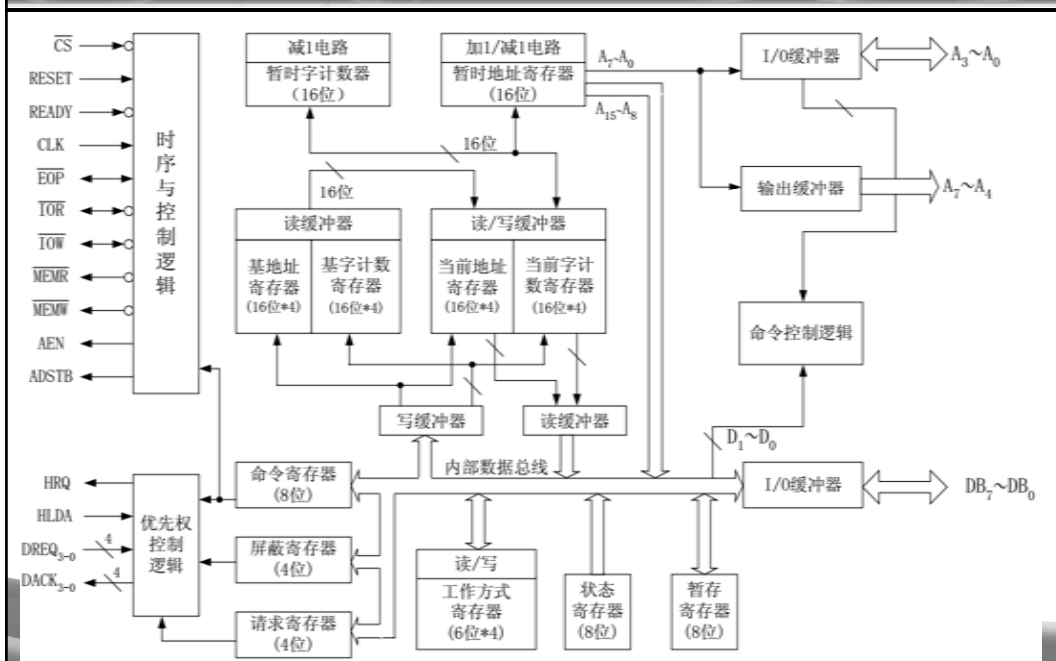 CS
RESET
READY
CLK
EOP
IOR
IOW
MEMR
MEMW
AEN
ADSTB
时序与控制逻辑
减1电路
暂时字计数器
(16位)
加1/减1电路
暂时地址寄存器
(16位)
A7~A0
A15~A8
I/O缓冲器
A3~A0
输出缓冲器
A7~A4
16位
16位
读缓冲器
基地址
寄存器
(16位*4)
基字计数
寄存器
(16位*4)
读/写缓冲器
当前地址
寄存器
(16位*4)
当前字计
数寄存器
(16位*4)
命令控制逻辑
写缓冲器
读缓冲器
D1~D0
内部数据总线
I/O缓冲器
DB7~DB0
HRQ
HLDA
DREQ3-0
4
DACK3-0
4
优先权
控制
逻辑
命令寄存器
(8位)
屏蔽寄存器
(4位)
请求寄存器
(4位)
读/写
工作方式
寄存器
(6位*4)
状态
寄存器
(8位)
暂存
寄存器
(8位)